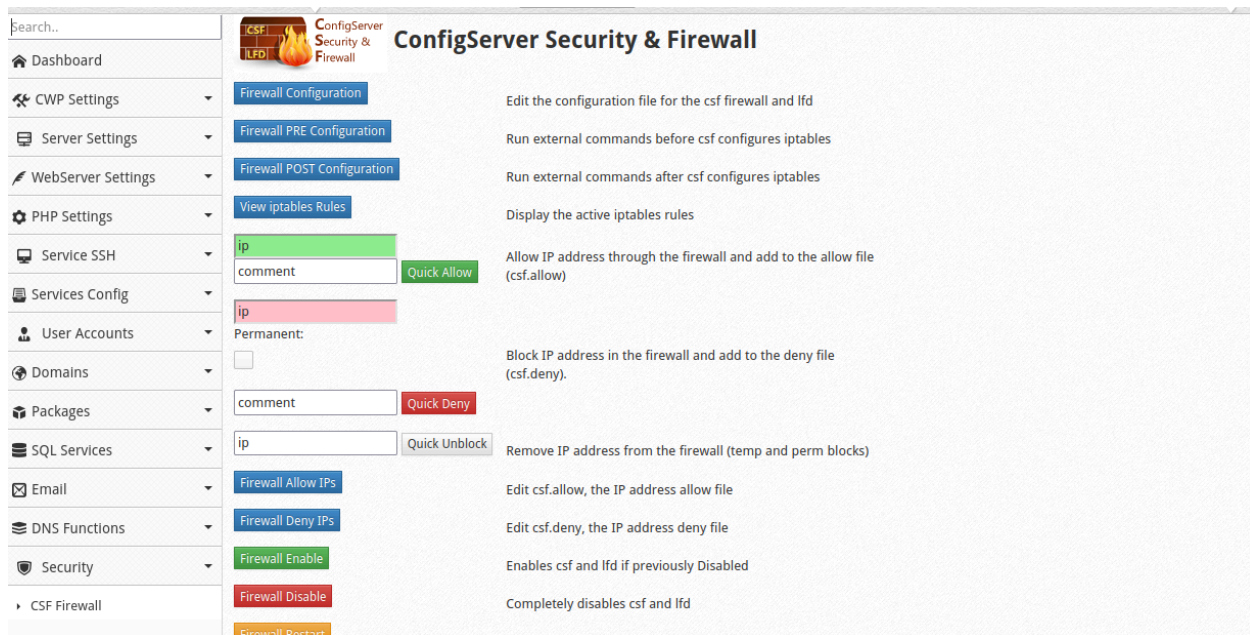 Search..
Dashboard
CWP Settings
Server Settings
WebServer Settings
PHP Settings
Service SSH
Services Config
User Accounts
Domains
Packages
SQL Services
Email
DNS Functions
Security
CSF Firewall
CSF
LFD
ConfigServer
Security &
Firewall
ConfigServer Security & Firewall
Firewall Configuration
Edit the configuration file for the csf firewall and lfd
Firewall PRE Configuration
Run external commands before csf configures iptables
Firewall POST Configuration
Run external commands after csf configures iptables
View iptables Rules
Display the active iptables rules
ip
comment Quick Allow
Allow IP address through the firewall and add to the allow file
(csf.allow)
ip
Permanent:
Block IP address in the firewall and add to the deny file
(csf.deny).
comment Quick Deny
ip Quick Unblock
Remove IP address from the firewall (temp and perm blocks)
Firewall Allow IPs
Edit csf.allow, the IP address allow file
Firewall Deny IPs
Edit csf.deny, the IP address deny file
Firewall Enable
Enables csf and lfd if previously Disabled
Firewall Disable
Completely disables csf and lfd
Firewall Restart